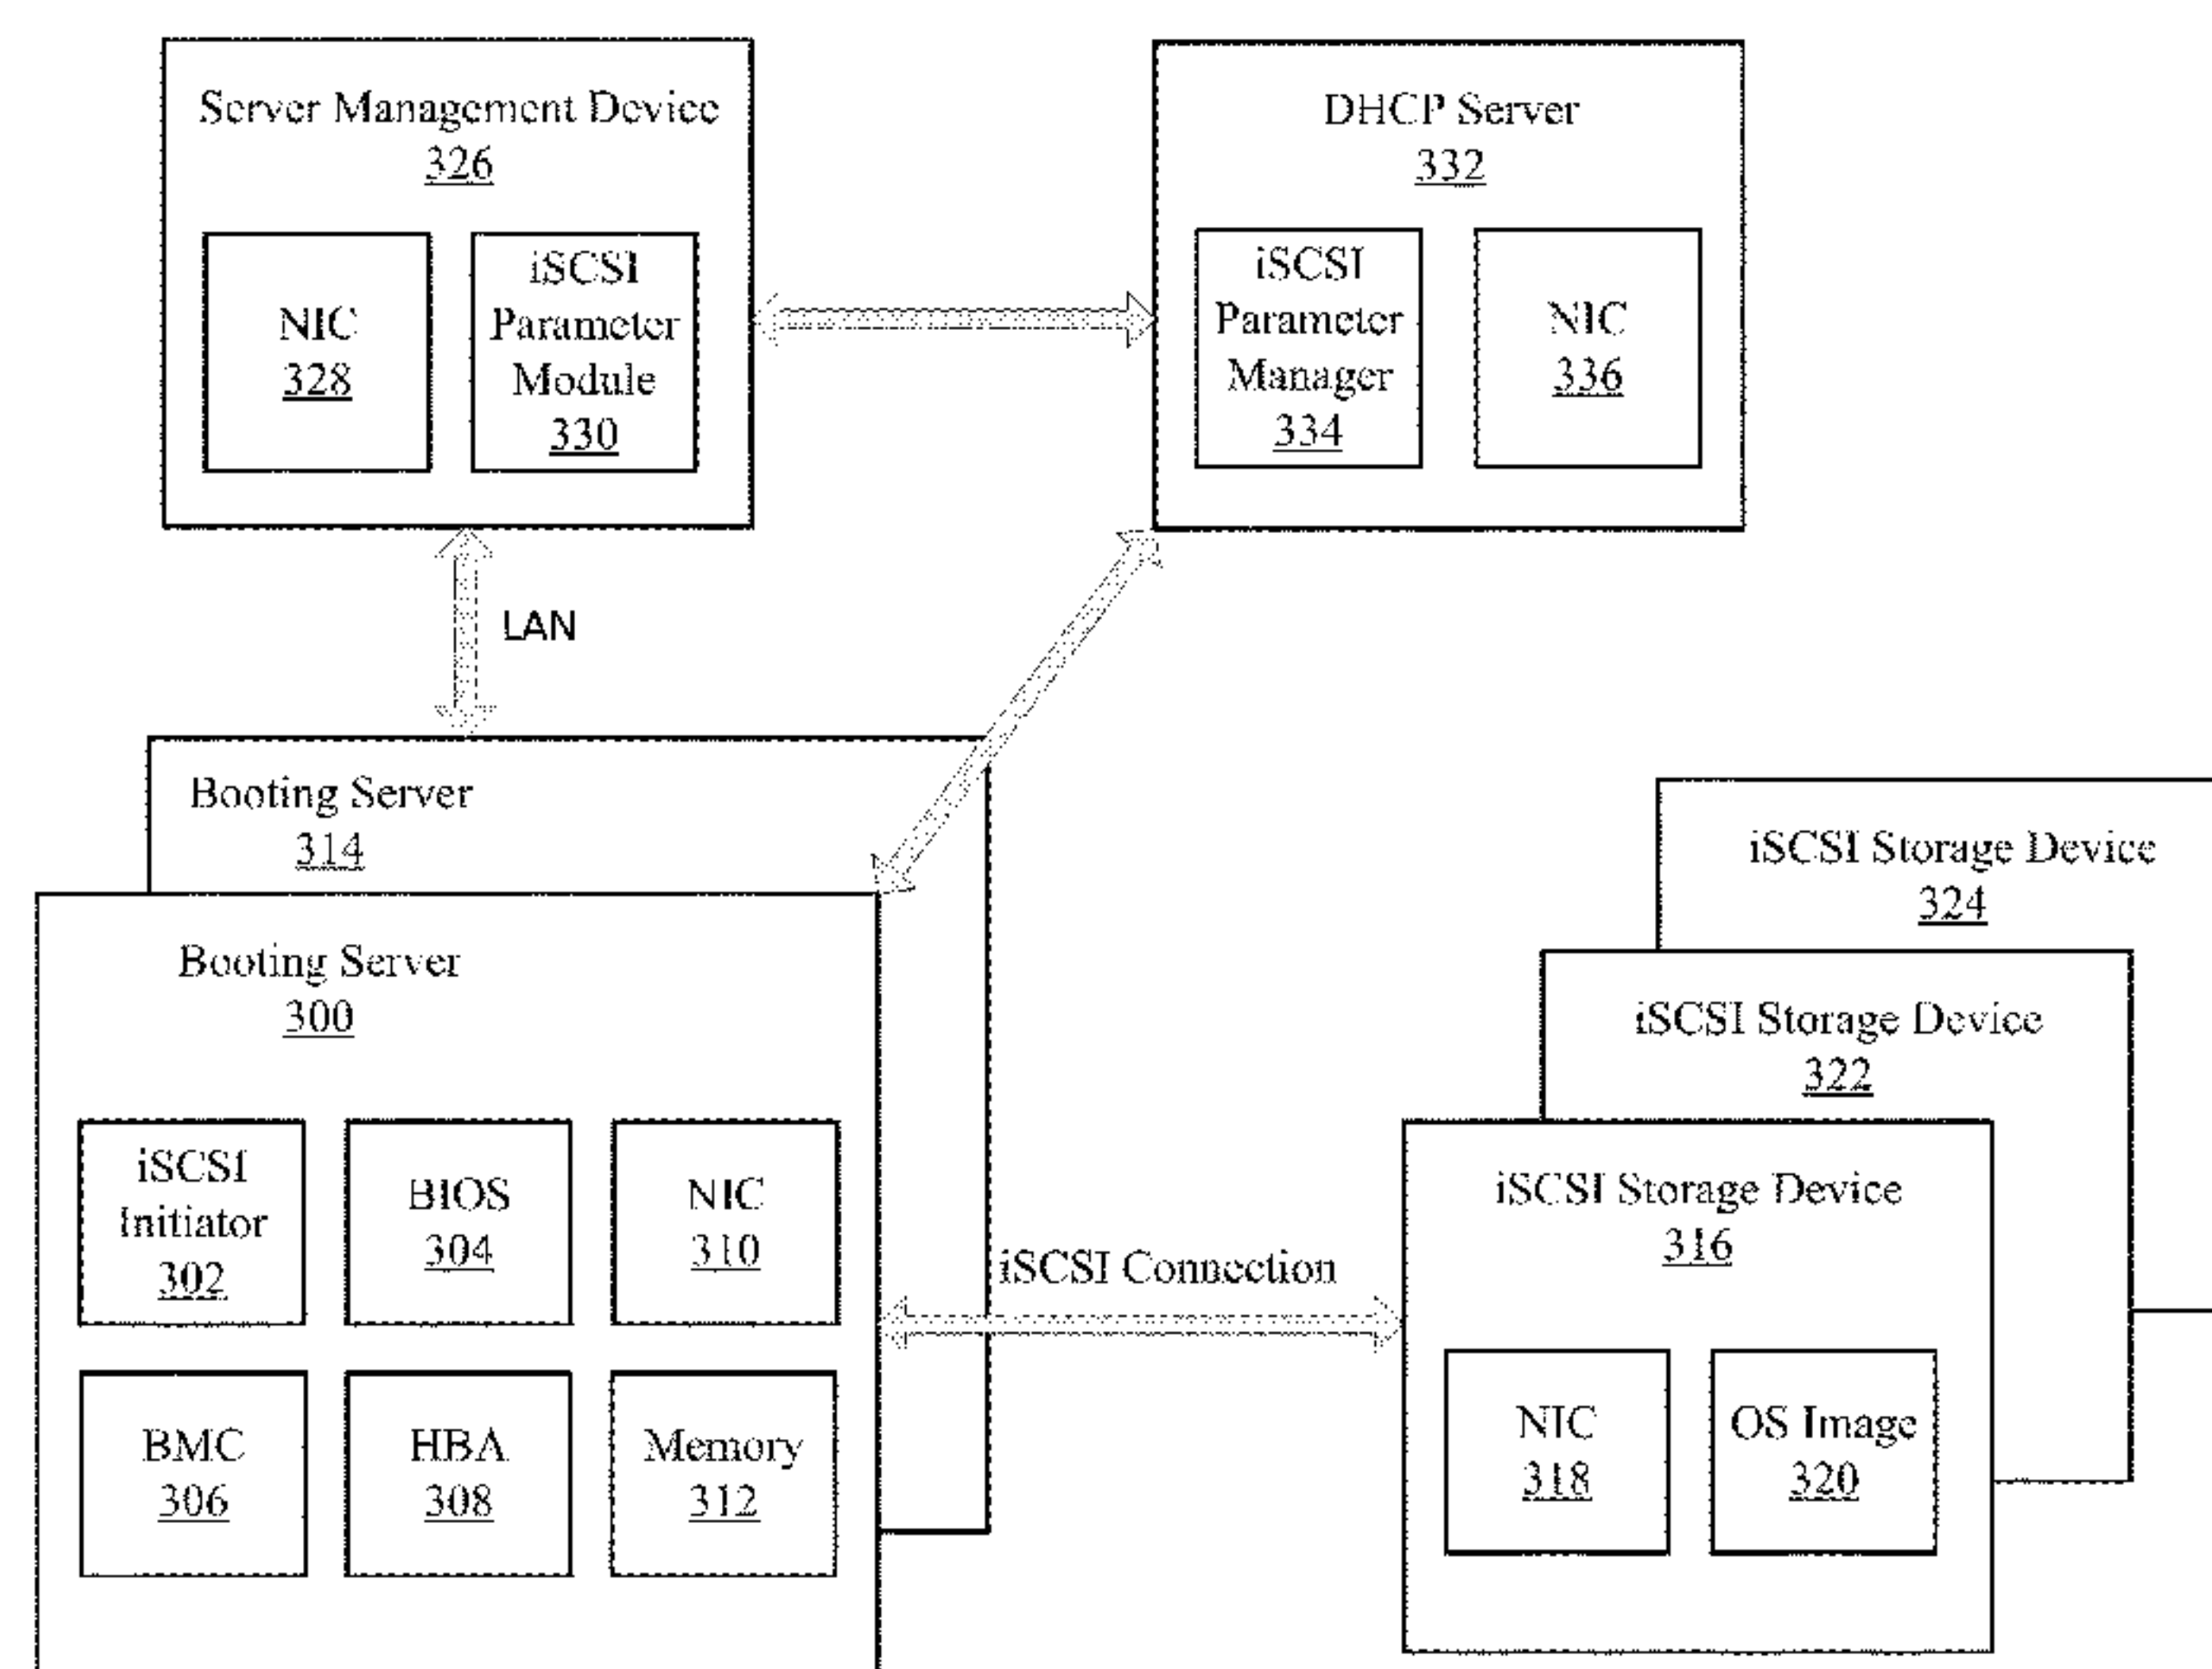 Server Management Device
326
NIC
328
iSCSI
Parameter
Module
330
DHCP Server
332
iSCSI
Parameter
Manager
334
NIC
336
LAN
Booting Server
314
Booting Server
300
iSCSI
Initiator
302
BIOS
304
NIC
310
BMC
306
HBA
308
Memory
312
iSCSI Connection
iSCSI Storage Device
324
iSCSI Storage Device
322
iSCSI Storage Device
316
NIC
318
OS Image
320